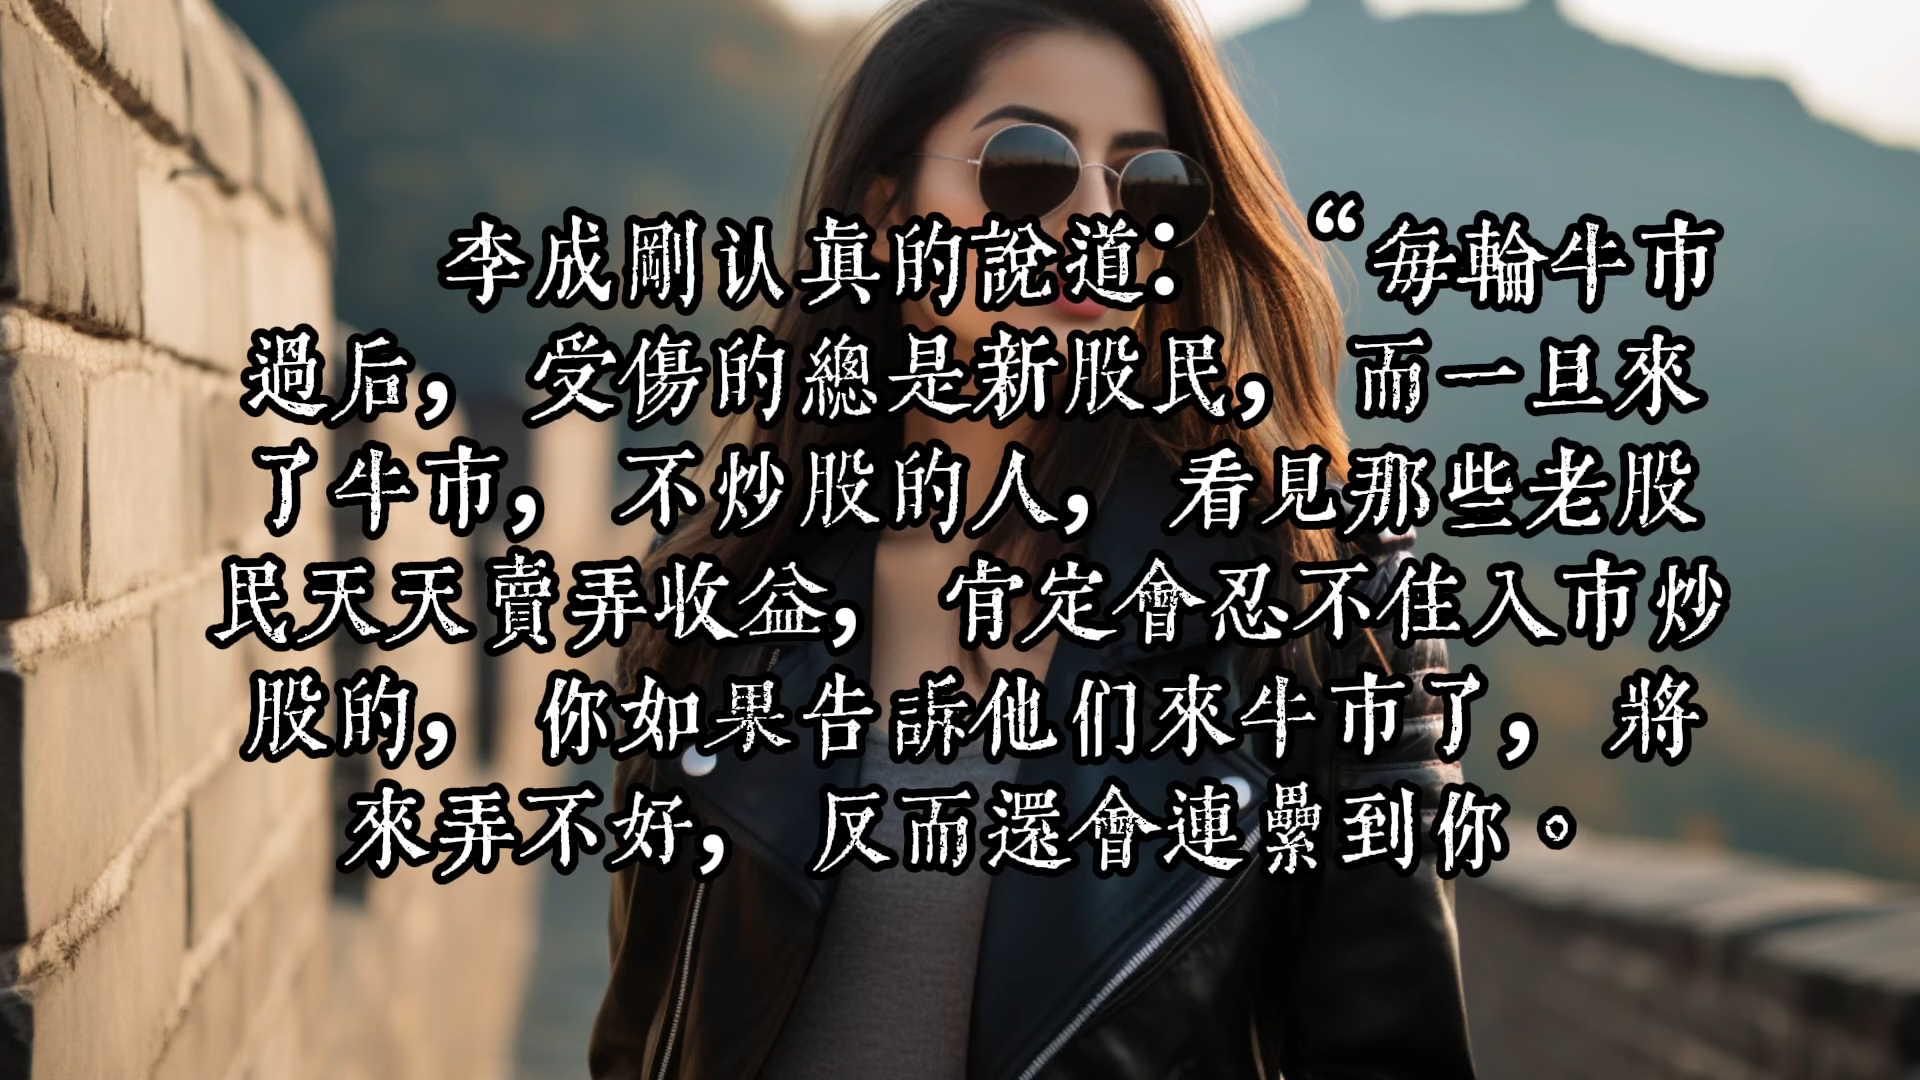 李成剛认真的說道：“每輪牛市
過后，受傷的總是新股民，而一旦來
了牛市，不炒股的人，看見那些老股
民天天賣弄收益，肯定會忍不住入市炒
股的，你如果告訴他们來牛市了，將
來弄不好，反而還會連纍到你。